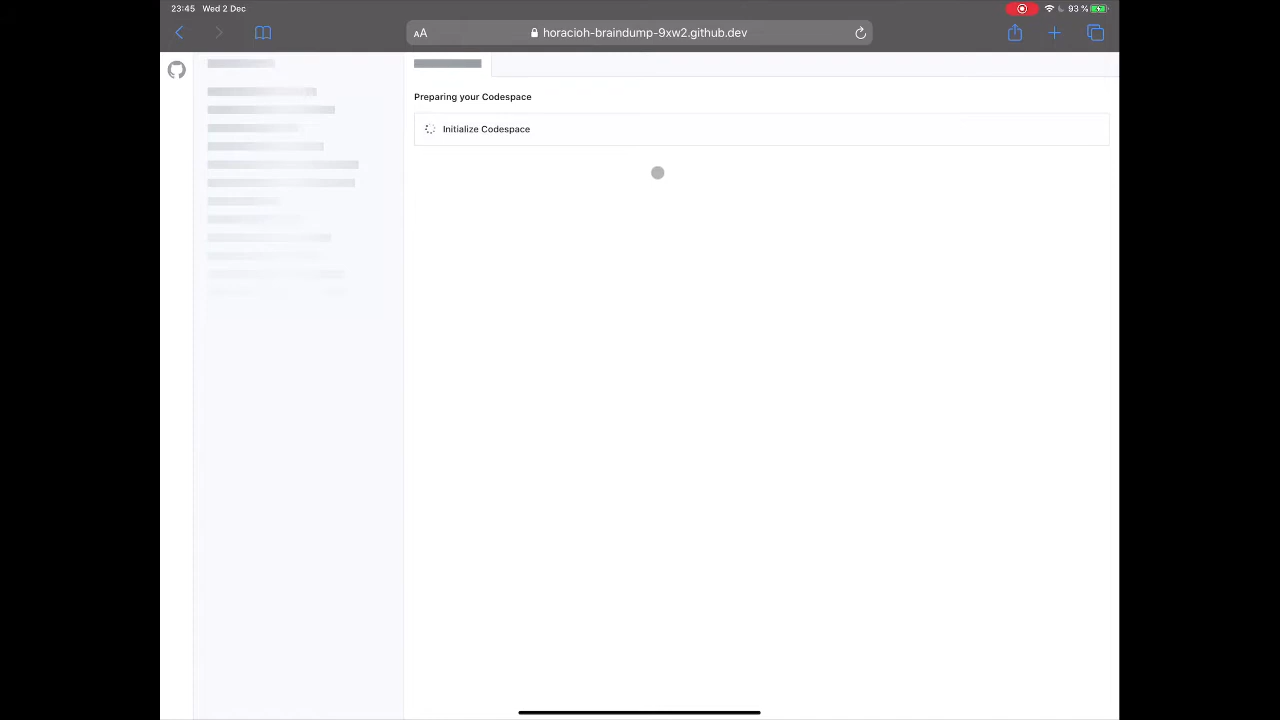 23:45 Wed 2 Dec
93 %
AA
horacioh-braindump-9xw2.github.dev
Preparing your Codespace
Initialize Codespace